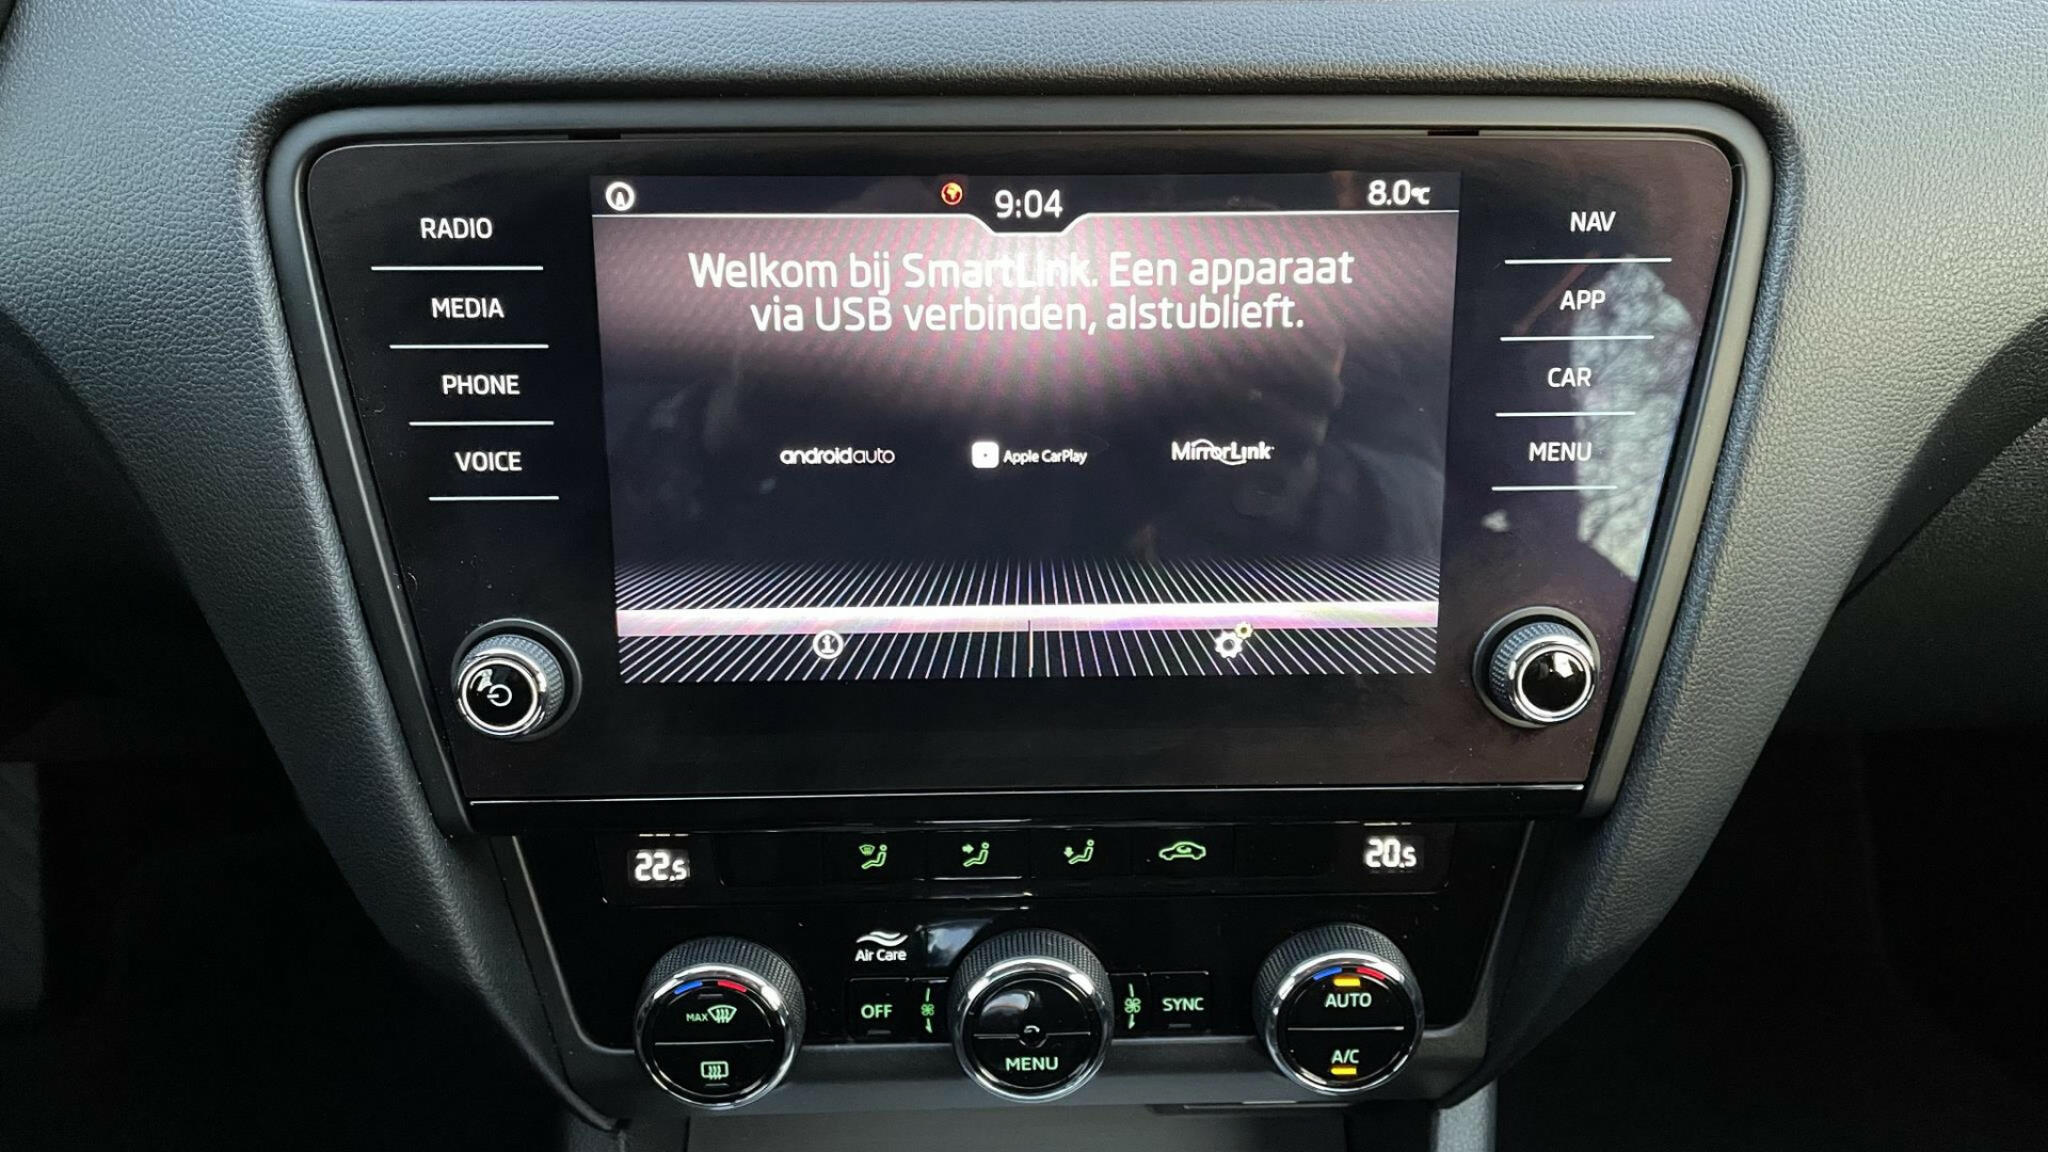 9:04
8.0°C
RADIO
MEDIA
PHONE
VOICE
Welkom bij SmartLink. Een apparaat
via USB verbinden, alstublieft.
androidauto
Apple CarPlay
MirrorLink
NAV
APP
CAR
MENU
22.5
20.5
Air Care
MAX
OFF
MENU
SYNC
AUTO
A/C